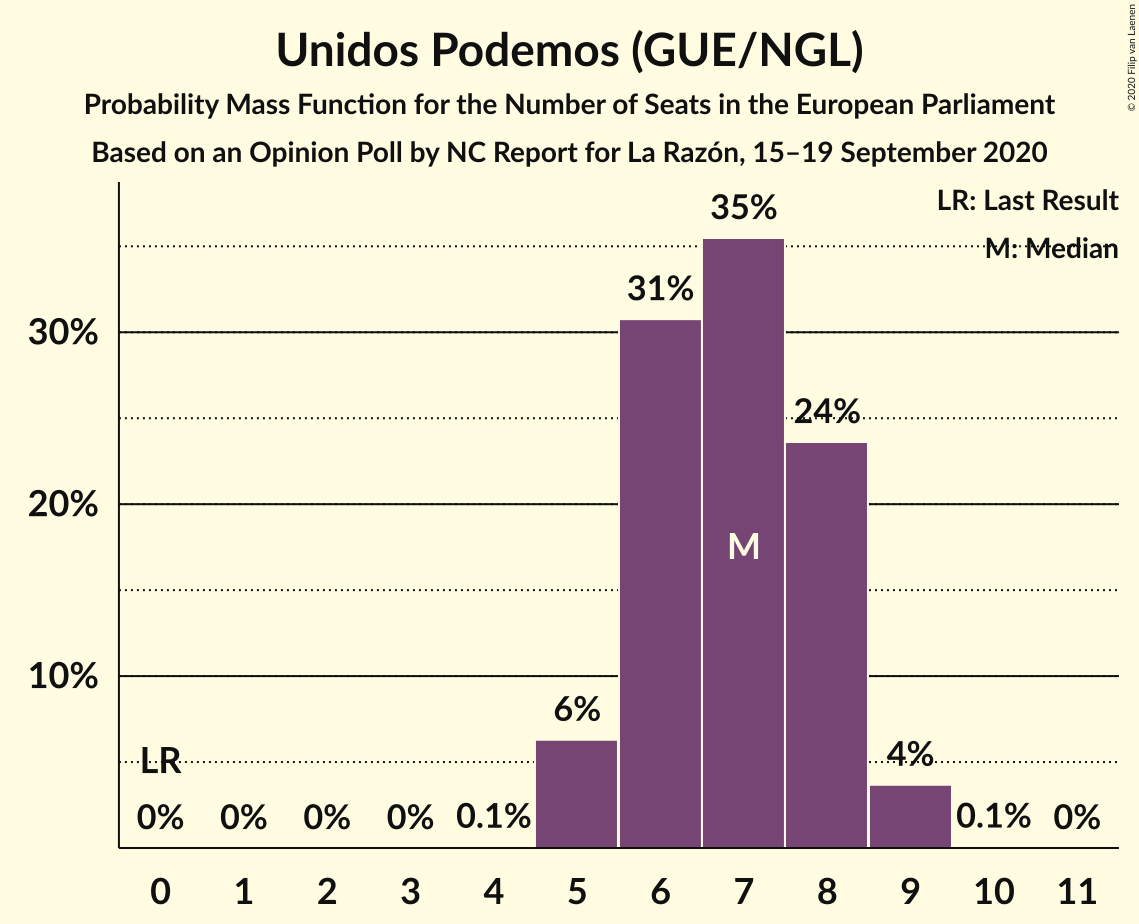 Unidos Podemos (GUE/NGL)
Probability Mass Function for the Number of Seats in the European Parliament
Based on an Opinion Poll by NC Report for La Razón, 15–19 September 2020
© 2020 Filip van Laenen
LR: Last Result
M: Median
35%
31%
30%
24%
20%
M
10%
6%
LR
4%
0% 0% 0% 0% 0.1% 0.1% 0%
0 1 2 3 4 5 6 7 8 9 10 11